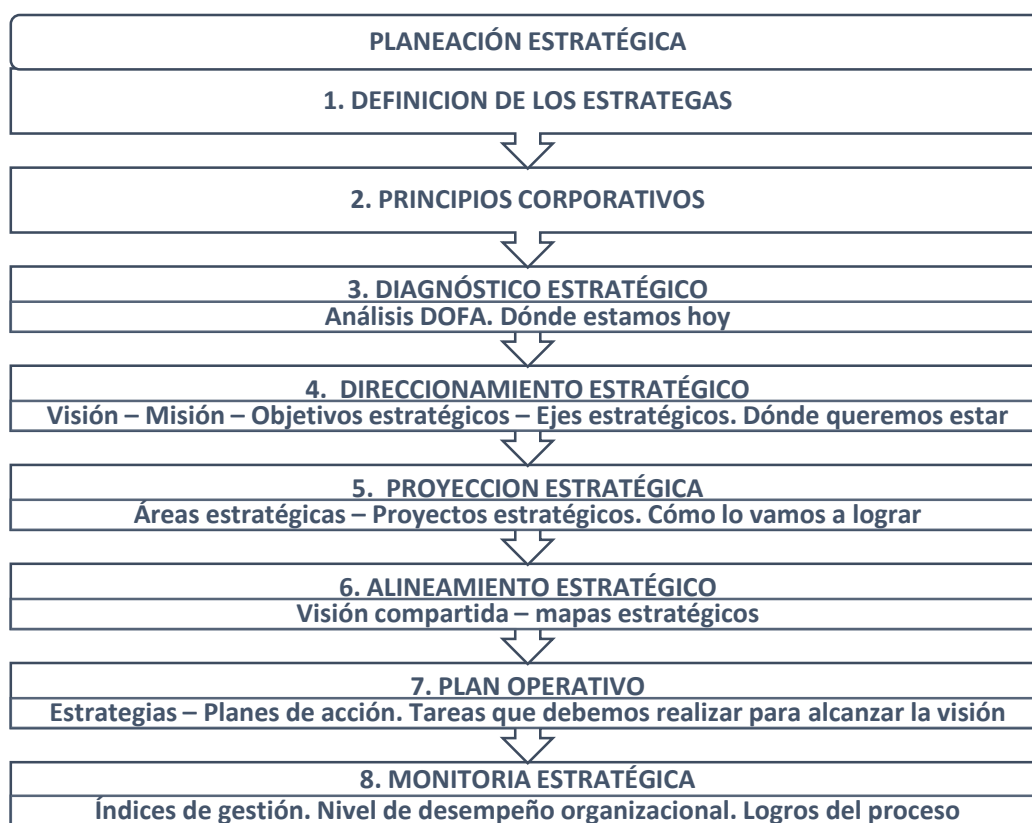 PLANEACIÓN ESTRATÉGICA
1. DEFINICION DE LOS ESTRATEGAS
2. PRINCIPIOS CORPORATIVOS
3. DIAGNÓSTICO ESTRATÉGICO
Análisis DOFA. Dónde estamos hoy
4. DIRECCIONAMIENTO ESTRATÉGICO
Visión – Misión – Objetivos estratégicos – Ejes estratégicos. Dónde queremos estar
5. PROYECCION ESTRATÉGICA
Áreas estratégicas – Proyectos estratégicos. Cómo lo vamos a lograr
6. ALINEAMIENTO ESTRATÉGICO
Visión compartida – mapas estratégicos
7. PLAN OPERATIVO
Estrategias – Planes de acción. Tareas que debemos realizar para alcanzar la visión
8. MONITORIA ESTRATÉGICA
Índices de gestión. Nivel de desempeño organizacional. Logros del proceso